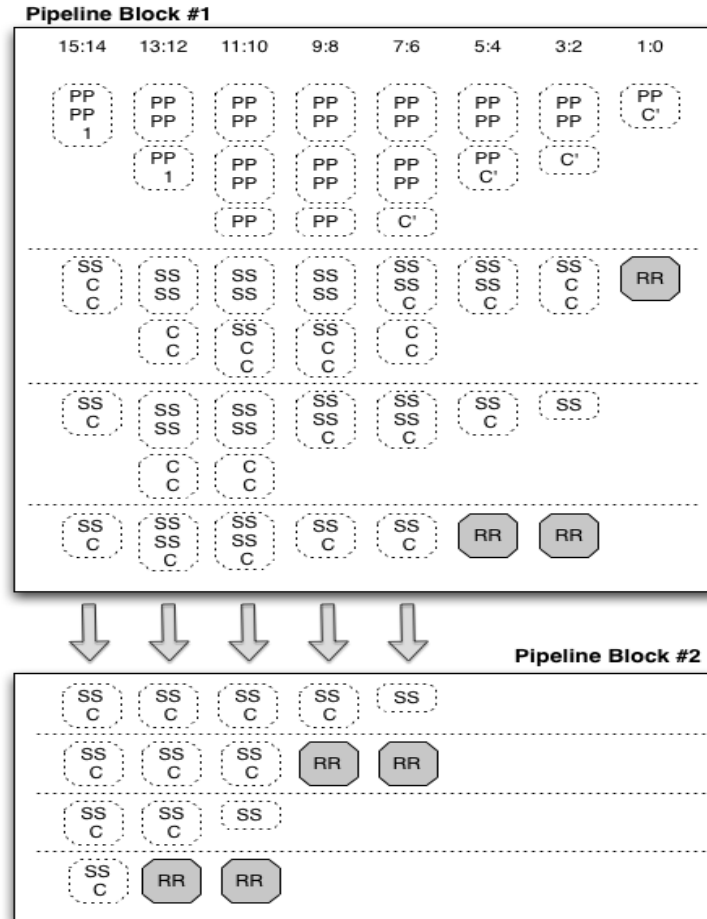 Pipeline Block #1
15:14 13:12 11:10 9:8 7:6 5:4 3:2 1:0
PP PP PP PP PP PP PP PP
PP PP PP PP PP PP PP C'
1
PP PP PP PP PP C'
1 PP PP PP C'
PP PP C'
SS SS SS SS SS SS SS RR
C SS SS SS SS SS C
C C C C
C SS SS C
C C C C
C C
SS SS SS SS SS SS SS
C SS SS SS SS C
C C
C C
C C
SS SS SS SS SS RR RR
C SS SS C C
C C
Pipeline Block #2
SS SS SS SS SS
C C C C
SS SS SS RR RR
C C C
SS SS SS
C C
SS RR RR
C